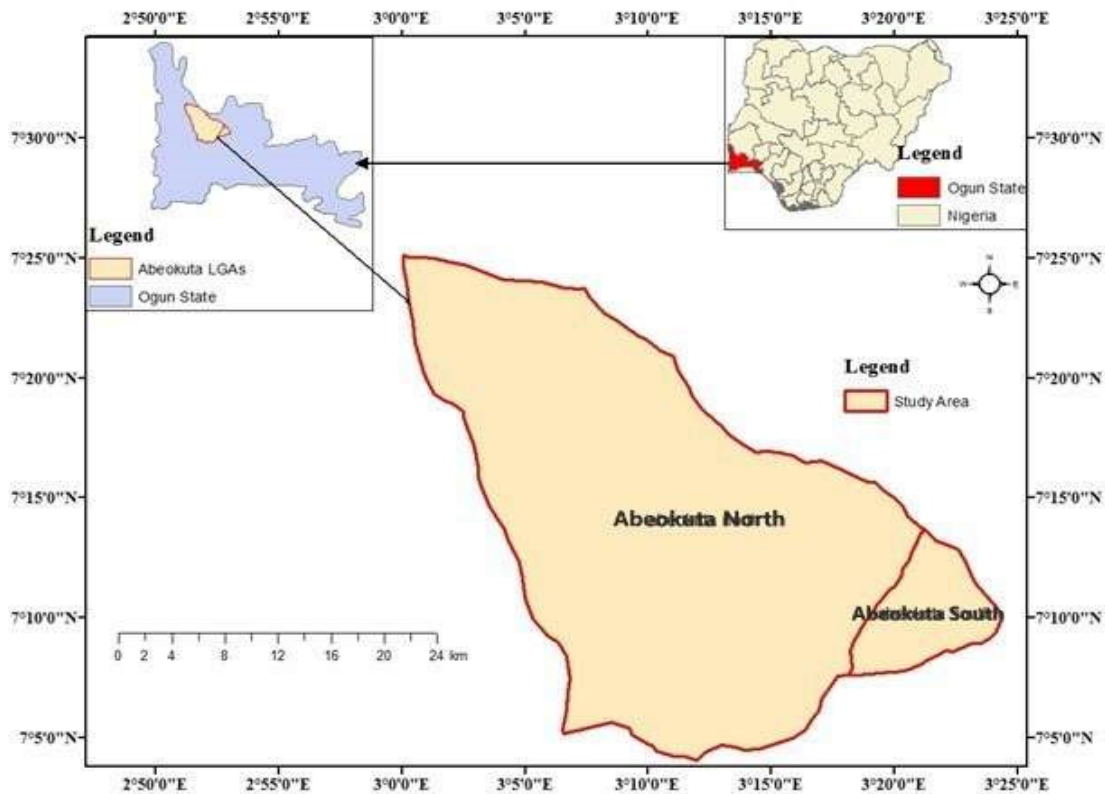 2°50'0"E 2°55'0"E 3°0'0"E 3°5'0"E 3°10'0"E 3°15'0"E 3°20'0"E 3°25'0"E
7°30'0"N 7°30'0"N
Legend
Ogun State
Nigeria
Legend
Abeokuta LGAs
Ogun State
7°25'0"N 7°25'0"N
N
W E
S
7°20'0"N 7°20'0"N
Legend
Study Area
7°15'0"N 7°15'0"N
Abeokuta North
7°10'0"N 7°10'0"N
Abeokuta South
0 2 4 8 12 16 20 24 km
7°5'0"N 7°5'0"N
2°50'0"E 2°55'0"E 3°0'0"E 3°5'0"E 3°10'0"E 3°15'0"E 3°20'0"E 3°25'0"E